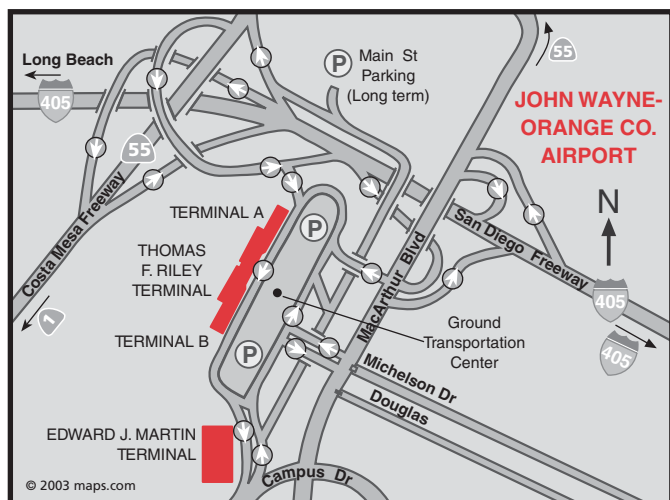 Long Beach
405
55
Main St
Parking
(Long term)
P
55
JOHN WAYNE-
ORANGE CO.
AIRPORT
N
Costa Mesa Freeway
1
TERMINAL A
THOMAS
F. RILEY
TERMINAL
TERMINAL B
P
P
San Diego Freeway
405
405
MacArthur Blvd
Ground
Transportation
Center
Michelson Dr
Douglas
EDWARD J. MARTIN
TERMINAL
Campus Dr
© 2003 maps.com